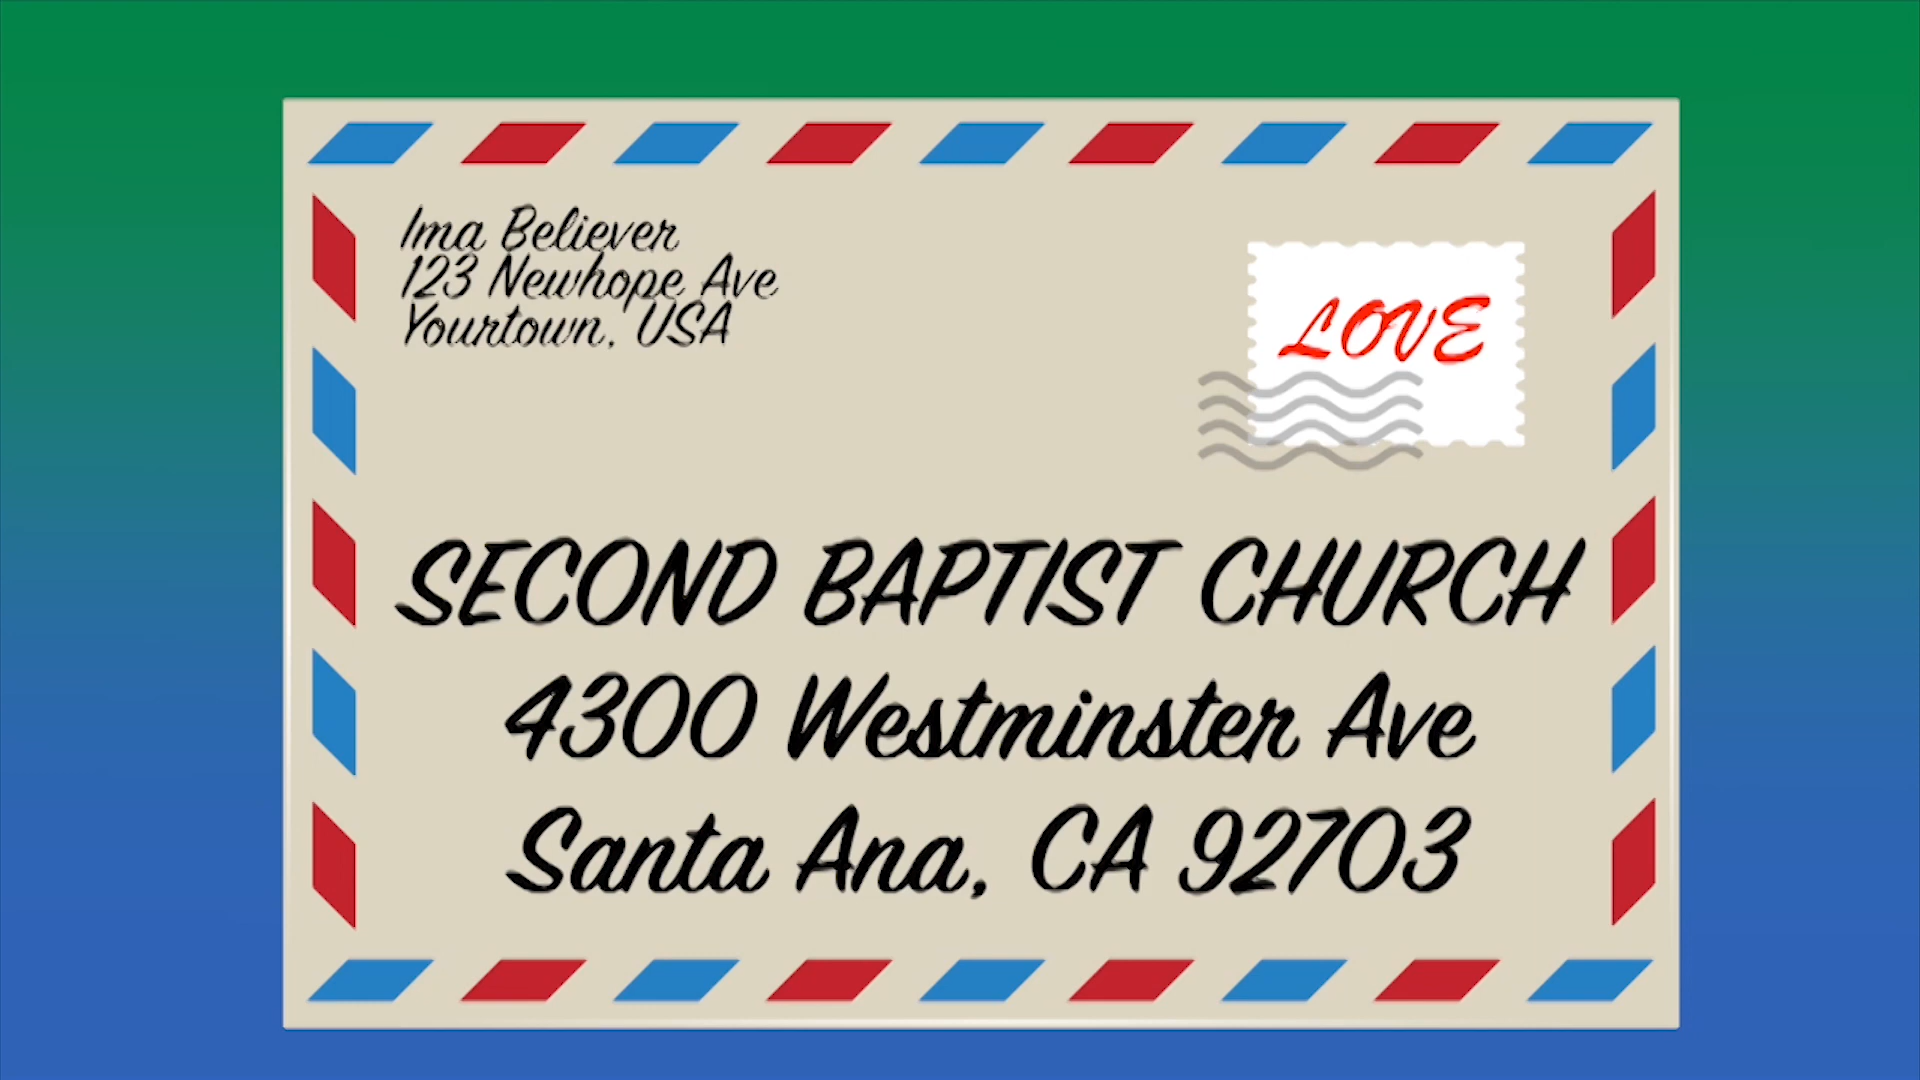 Ima Believer
123 Newhope Ave
Yourtown, USA
LOVE
SECOND BAPTIST CHURCH
4300 Westminster Ave
Santa Ana, CA 92703